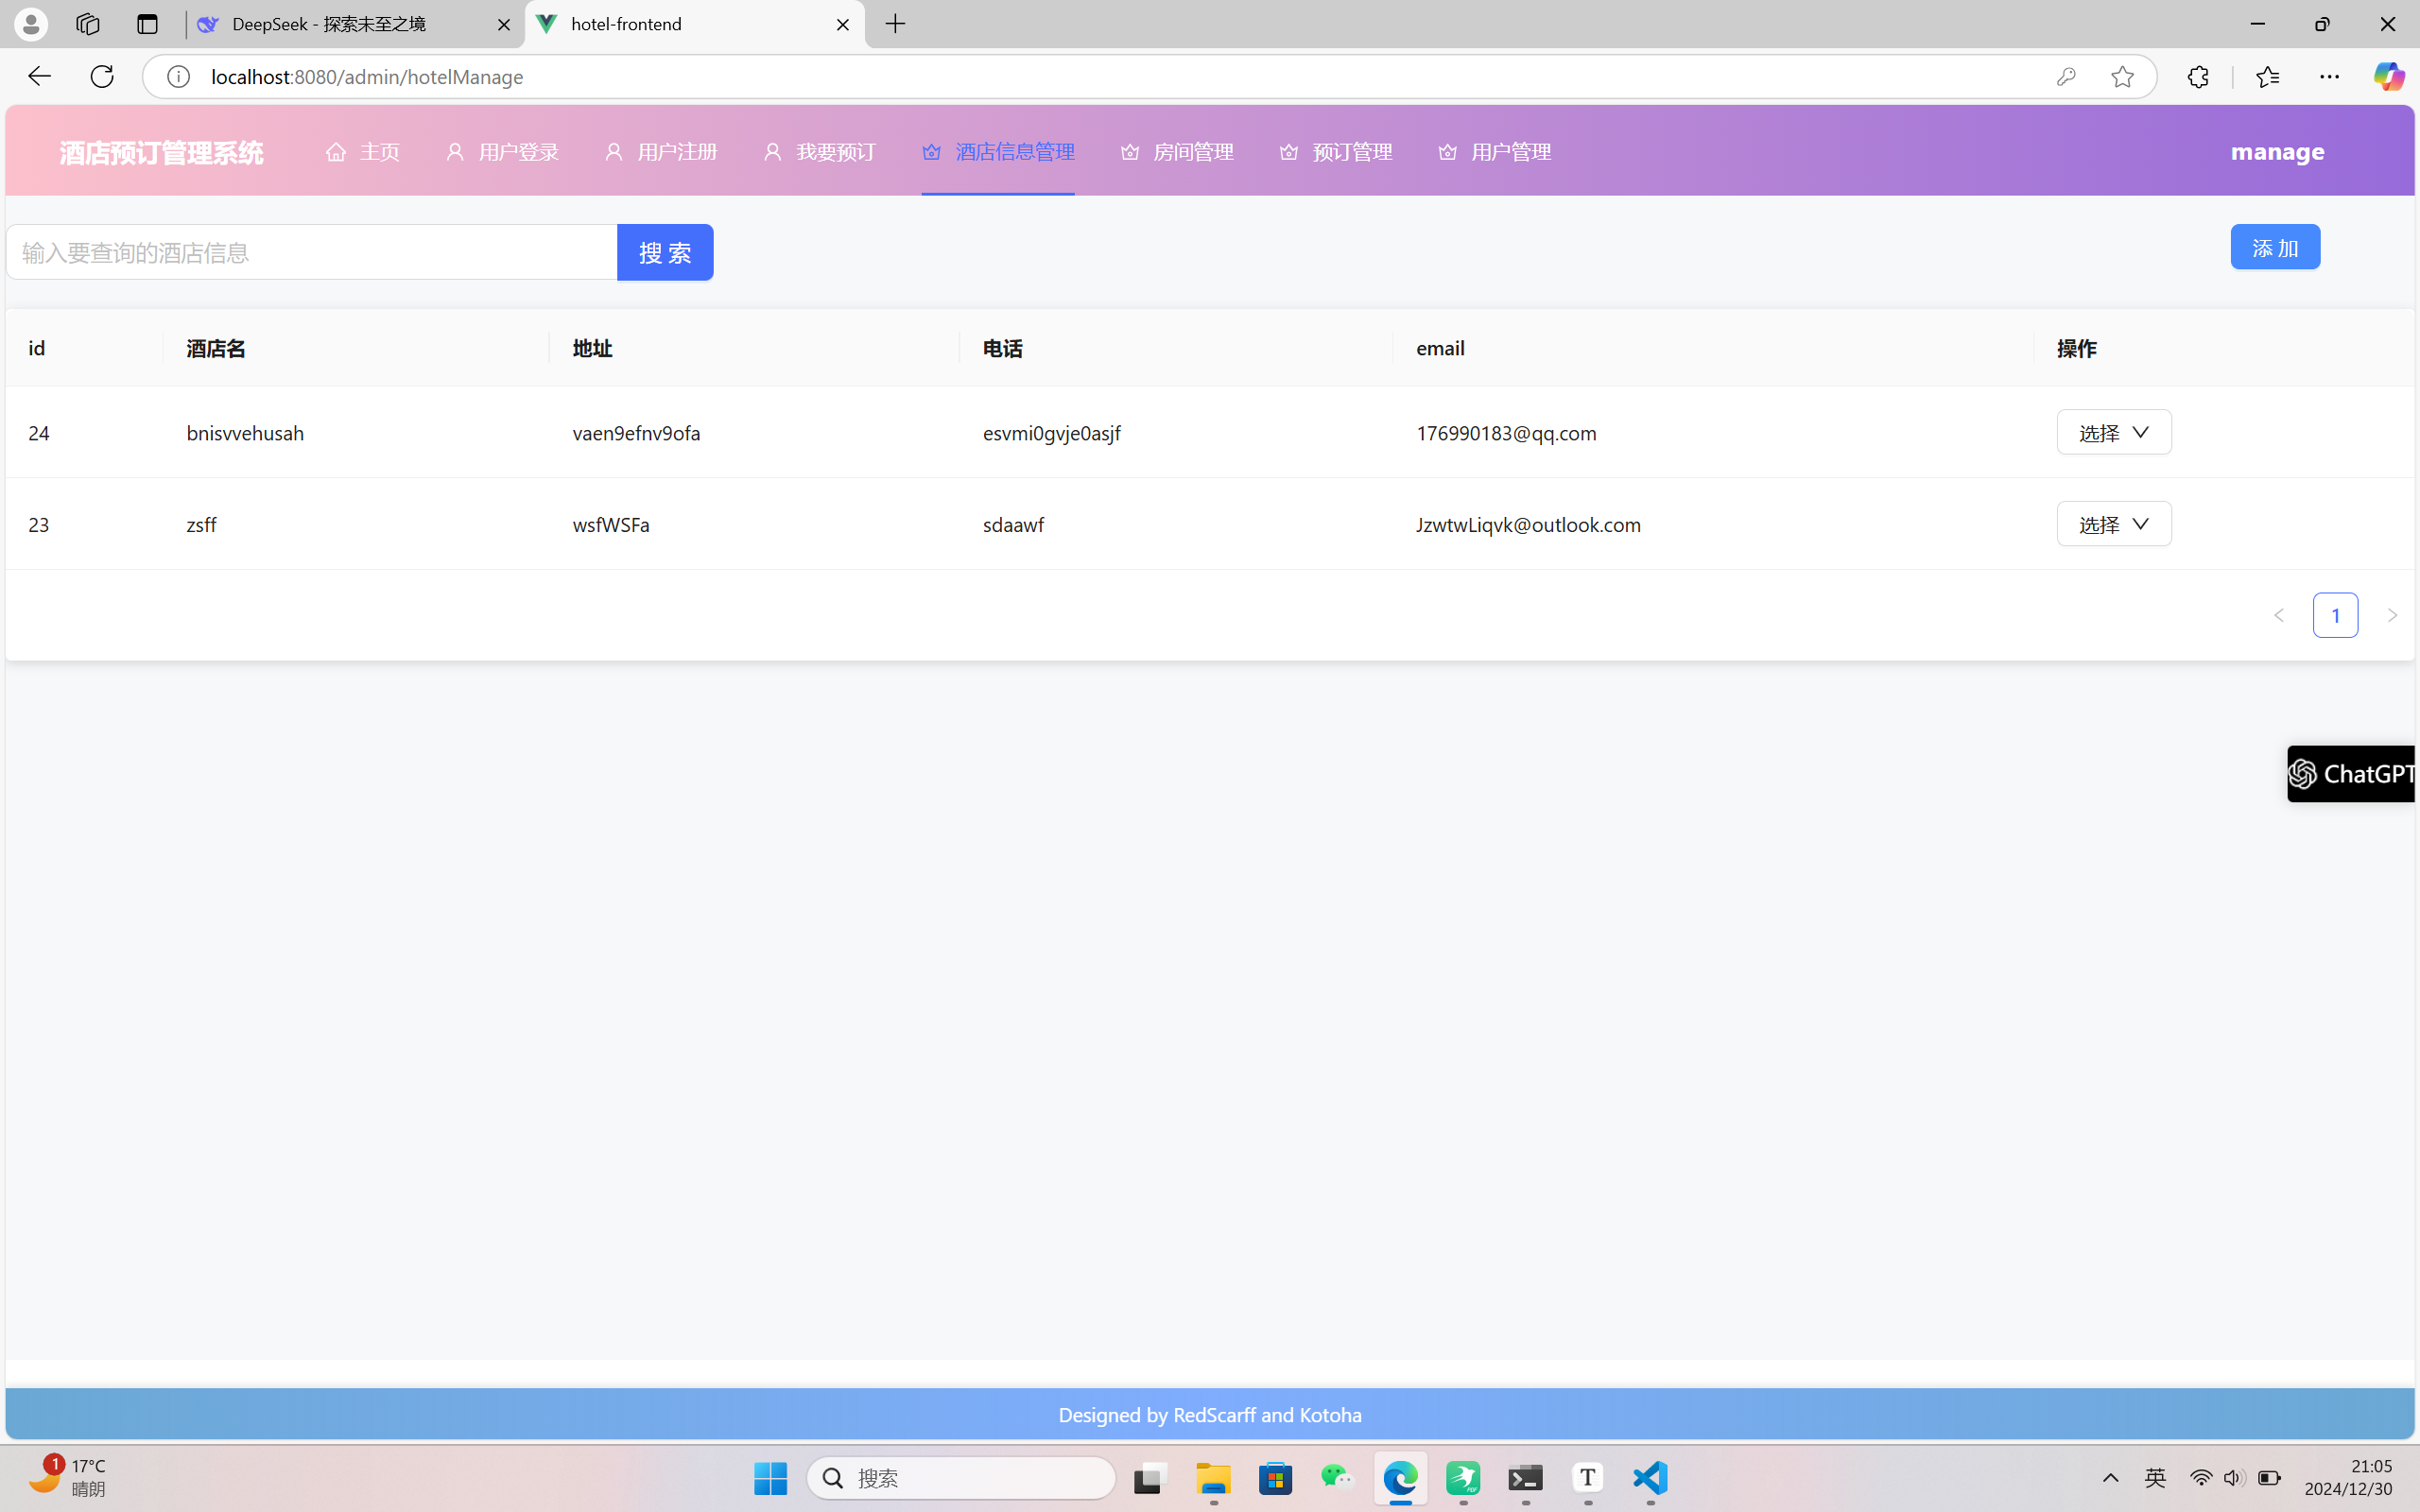 DeepSeek - 探索未至之境
hotel-frontend
localhost:8080/admin/hotelManage
酒店预订管理系统 主页 用户登录 用户注册 我要预订 酒店信息管理 房间管理 预订管理 用户管理 manage
输入要查询的酒店信息 搜 索 添 加
id 酒店名 地址 电话 email 操作
24 bnisvvehusah vaen9efnv9ofa esvmi0gvje0asjf 176990183@qq.com 选择
23 zsff wsfWSFa sdaawf JzwtwLiqvk@outlook.com 选择
1
ChatGPT
Designed by RedScarff and Kotoha
1 17°C
晴朗
搜索
PDF
T
英
21:05
2024/12/30